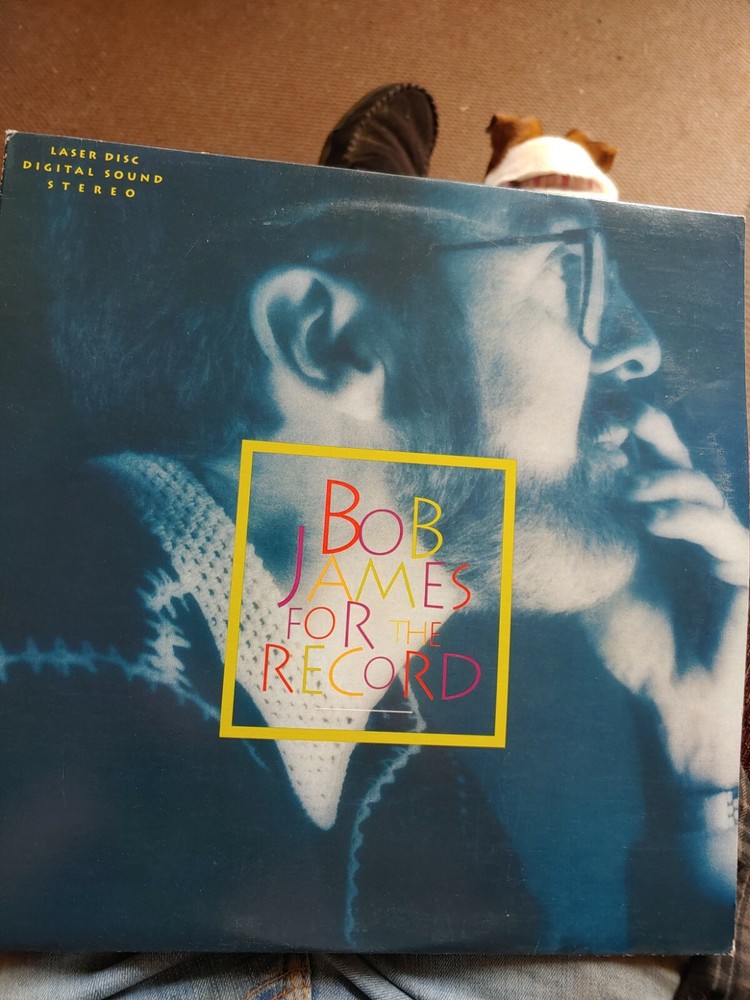 LASER DISC
DIGITAL SOUND
STEREO
BOB
JAMES
FOR THE
RECORD